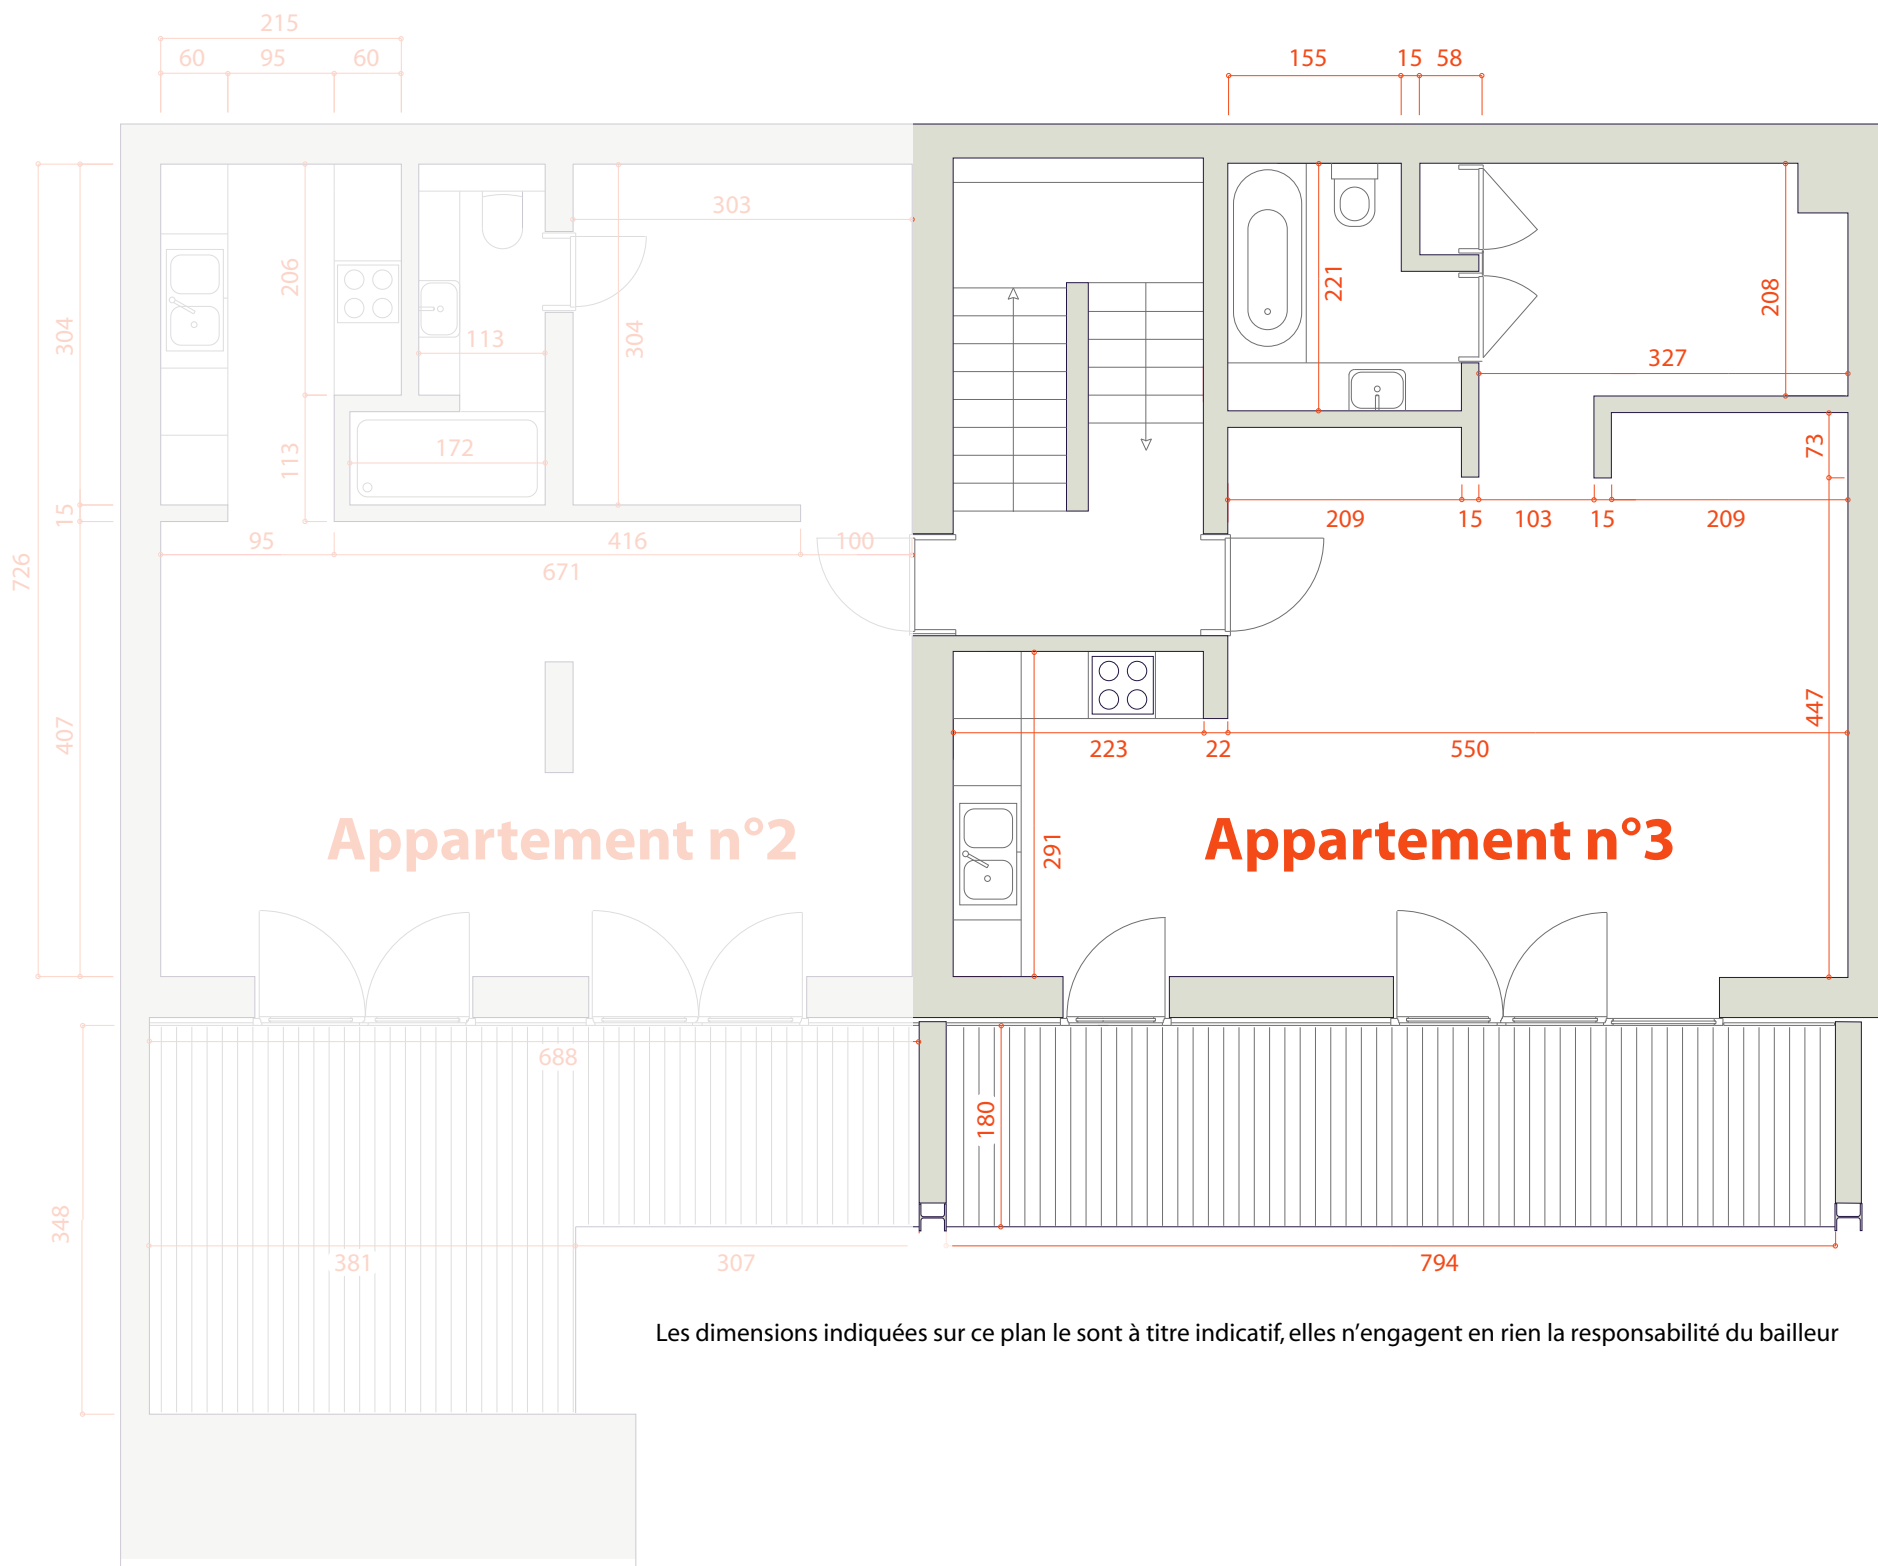 215
60 95 60
155 15 58
303
206
221
208
304
304
113
327
113
172
73
15
209 15 103 15 209
95 416 100
671
726
407
447
223 22 550
291
Appartement n°2
Appartement n°3
688
180
348
381 307
794
Les dimensions indiquées sur ce plan le sont à titre indicatif, elles n’engagent en rien la responsabilité du bailleur